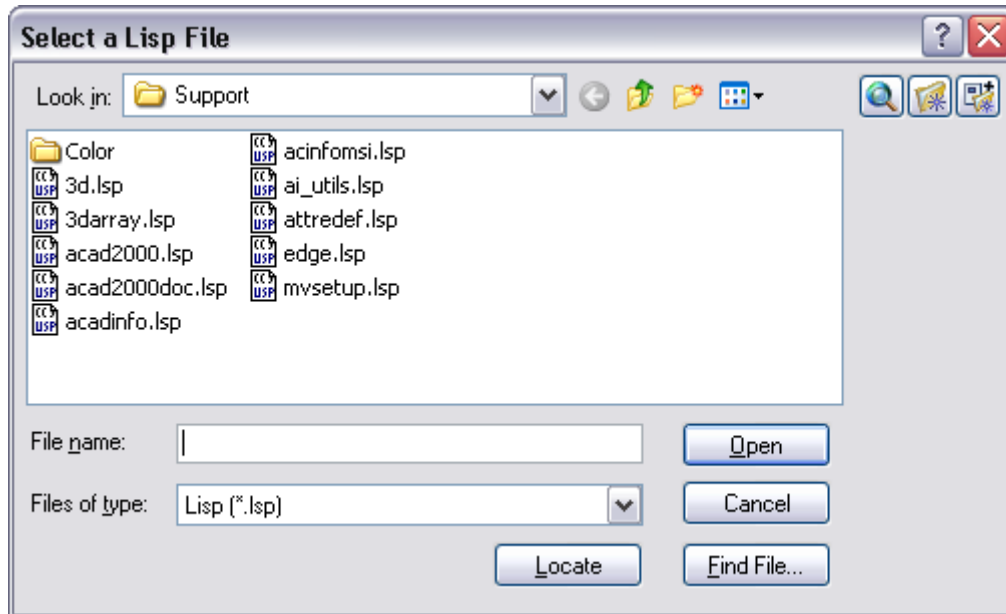 Select a Lisp File
Look in: Support
Color
3d.lsp
3darray.lsp
acad2000.lsp
acad2000doc.lsp
acadinfo.lsp
acinfomsi.lsp
ai_utils.lsp
attredef.lsp
edge.lsp
mvsetup.lsp
File name:
Open
Files of type: Lisp (*.lsp)
Cancel
Locate
Find File...